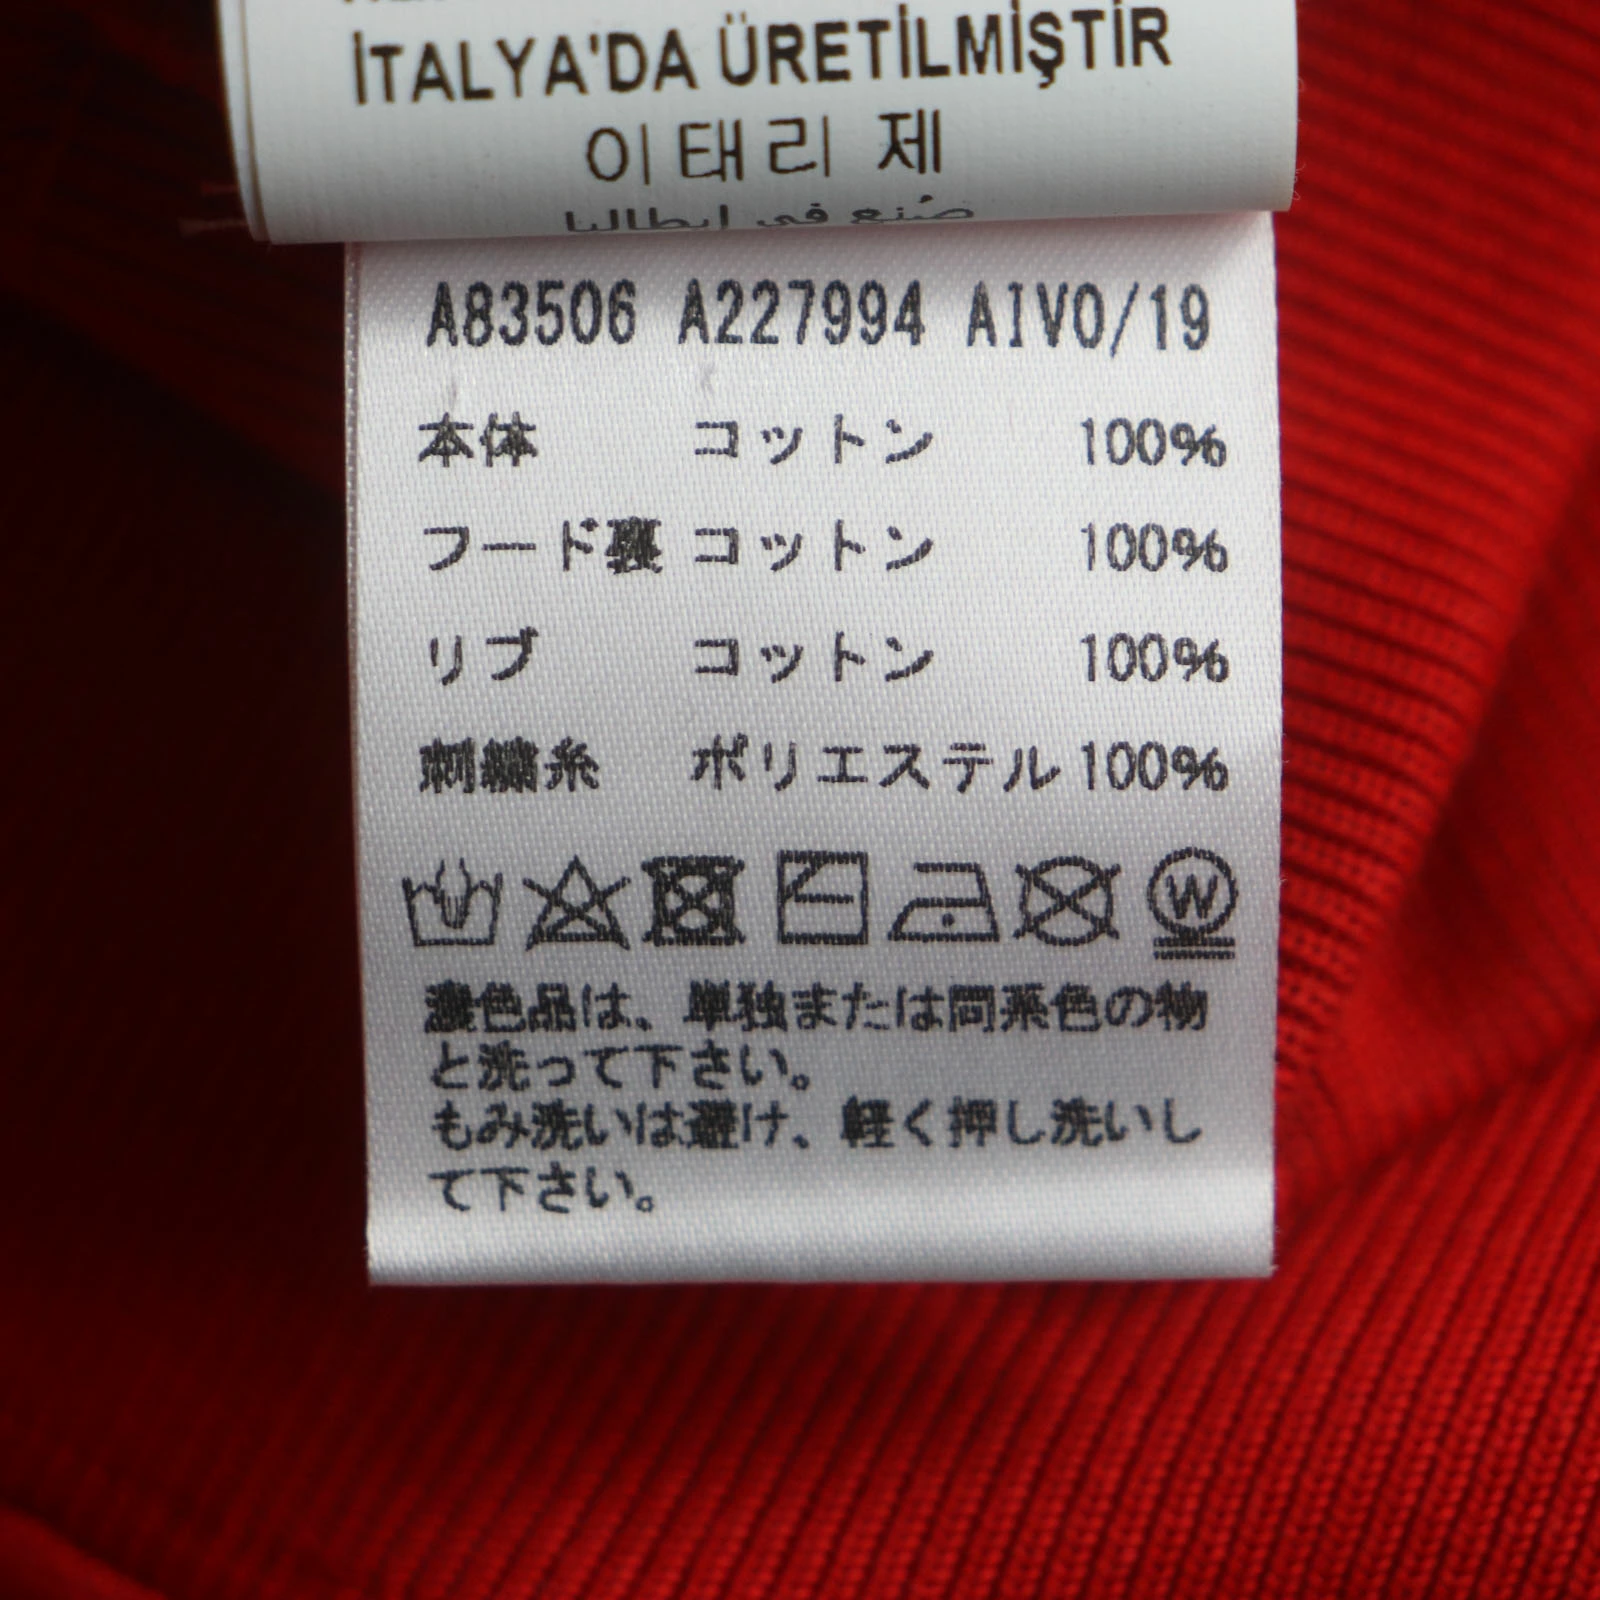 İTALYA'DA ÜRETİLMİŞTİR
이태리 제
صُنع في إيطاليا
A83506 A227994 AIVO/19
本体 コットン 100%
フード裏 コットン 100%
リブ コットン 100%
刺繍糸 ポリエステル 100%
W
濃色品は、単独または同系色の物
と洗って下さい。
もみ洗いは避け、軽く押し洗いし
て下さい。